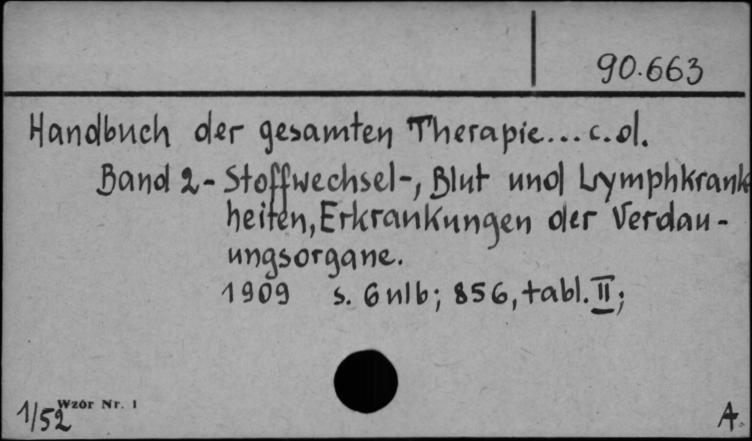 90.663
Handbuch der gesamten Therapie... c.d.
Band 2 - Stoffwechsel-, Blut und Lymphkrank
heiten, Erkrankungen der Verdau-
ungsorgane.
1909 s. 6 nlb; 856, tabl. II;
Wzór Nr. 1
1/52
A.